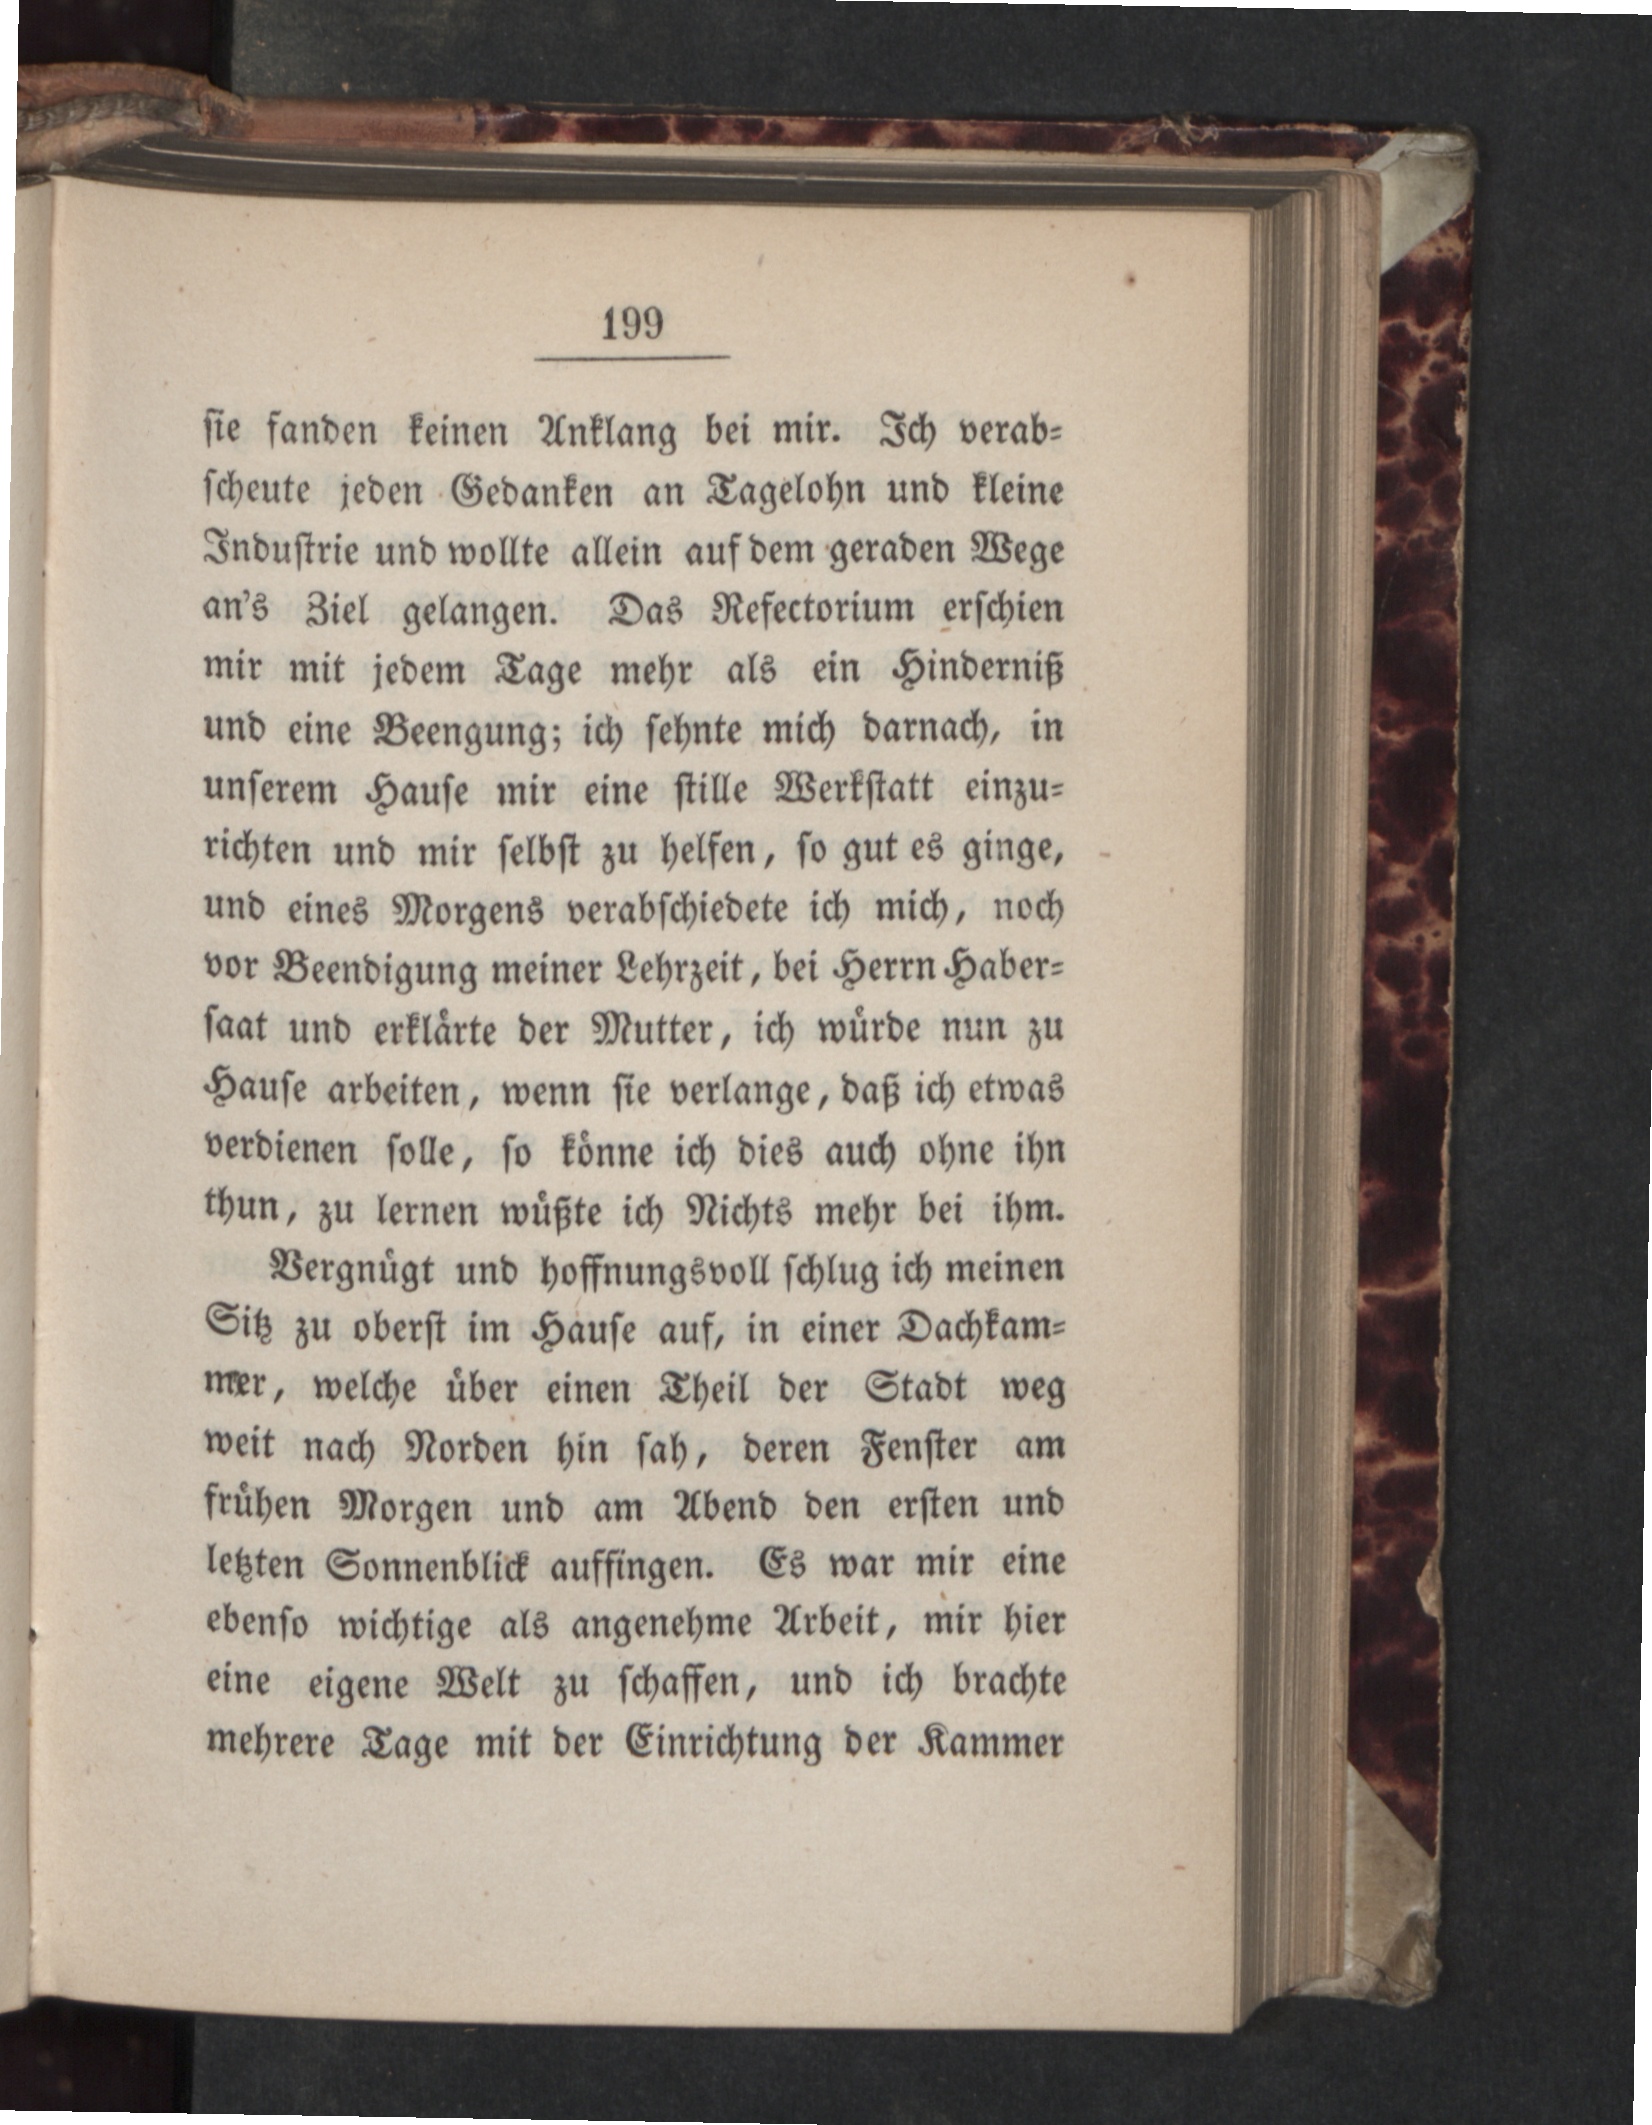 199
sie fanden keinen Anklang bei mir. Ich verab-
scheute jeden Gedanken an Tagelohn und kleine
Industrie und wollte allein auf dem geraden Wege
an's Ziel gelangen. Das Refectorium erschien
mir mit jedem Tage mehr als ein Hinderniß
und eine Beengung; ich sehnte mich darnach, in
unserem Hause mir eine stille Werkstatt einzu-
richten und mir selbst zu helfen, so gut es ginge,
und eines Morgens verabschiedete ich mich, noch
vor Beendigung meiner Lehrzeit, bei Herrn Haber-
saat und erklärte der Mutter, ich würde nun zu
Hause arbeiten, wenn sie verlange, daß ich etwas
verdienen solle, so könne ich dies auch ohne ihn
thun, zu lernen wüßte ich Nichts mehr bei ihm.
Vergnügt und hoffnungsvoll schlug ich meinen
Sitz zu oberst im Hause auf, in einer Dachkam-
mer, welche über einen Theil der Stadt weg
weit nach Norden hin sah, deren Fenster am
frühen Morgen und am Abend den ersten und
letzten Sonnenblick auffingen. Es war mir eine
ebenso wichtige als angenehme Arbeit, mir hier
eine eigene Welt zu schaffen, und ich brachte
mehrere Tage mit der Einrichtung der Kammer